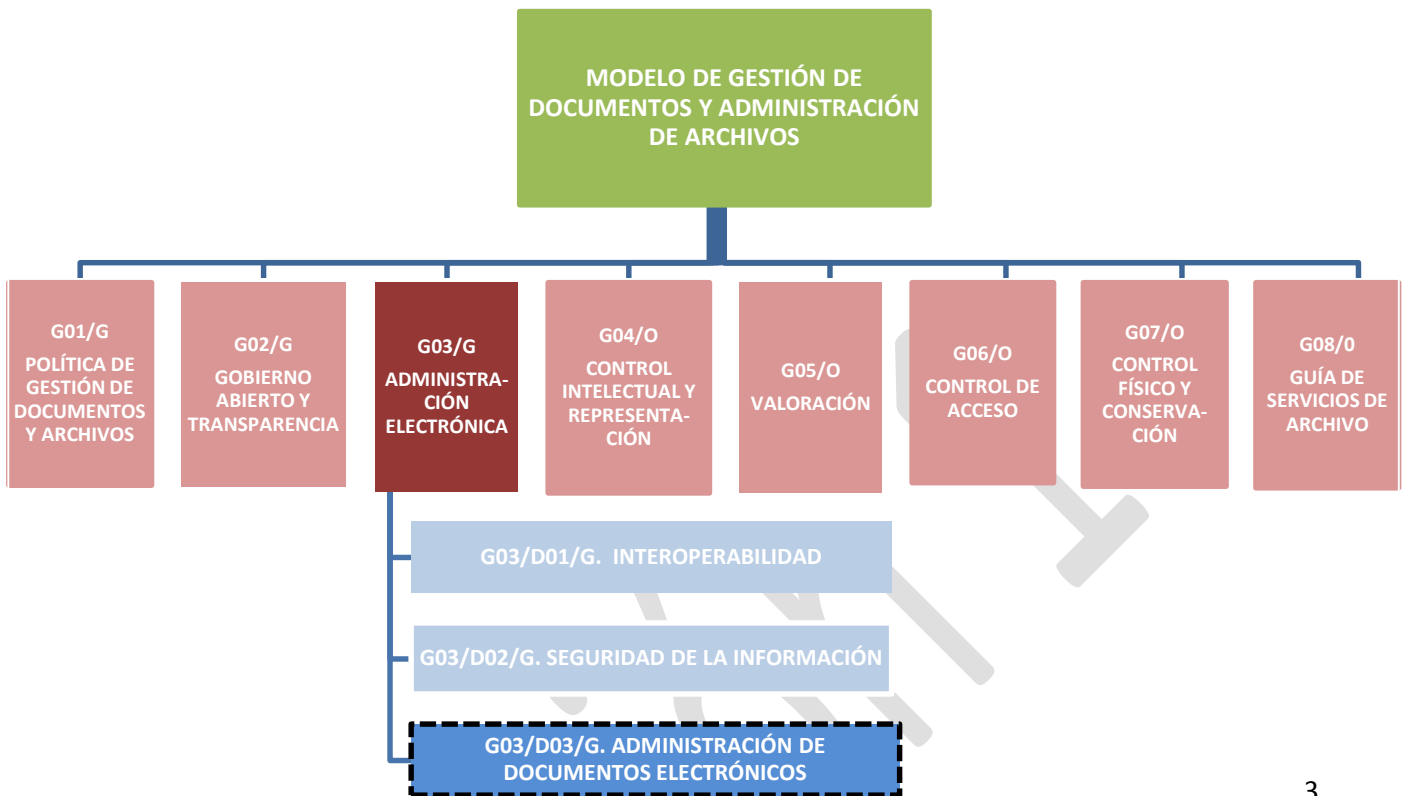 MODELO DE GESTIÓN DE
DOCUMENTOS Y ADMINISTRACIÓN
DE ARCHIVOS
G01/G
POLÍTICA DE
GESTIÓN DE
DOCUMENTOS
Y ARCHIVOS
G02/G
GOBIERNO
ABIERTO Y
TRANSPARENCIA
G03/G
ADMINISTRA-
CIÓN
ELECTRÓNICA
G04/O
CONTROL
INTELECTUAL Y
REPRESENTA-
CIÓN
G05/O
VALORACIÓN
G06/O
CONTROL DE
ACCESO
G07/O
CONTROL
FÍSICO Y
CONSERVA-
CIÓN
G08/0
GUÍA DE
SERVICIOS DE
ARCHIVO
G03/D01/G. INTEROPERABILIDAD
G03/D02/G. SEGURIDAD DE LA INFORMACIÓN
G03/D03/G. ADMINISTRACIÓN DE
DOCUMENTOS ELECTRÓNICOS
3